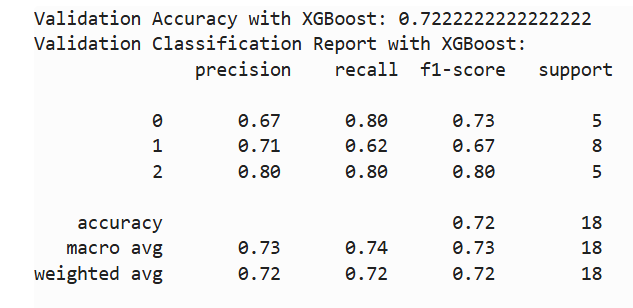 Validation Accuracy with XGBoost: 0.7222222222222222
Validation Classification Report with XGBoost:
precision recall f1-score support
0 0.67 0.80 0.73 5
1 0.71 0.62 0.67 8
2 0.80 0.80 0.80 5
accuracy 0.72 18
macro avg 0.73 0.74 0.73 18
weighted avg 0.72 0.72 0.72 18